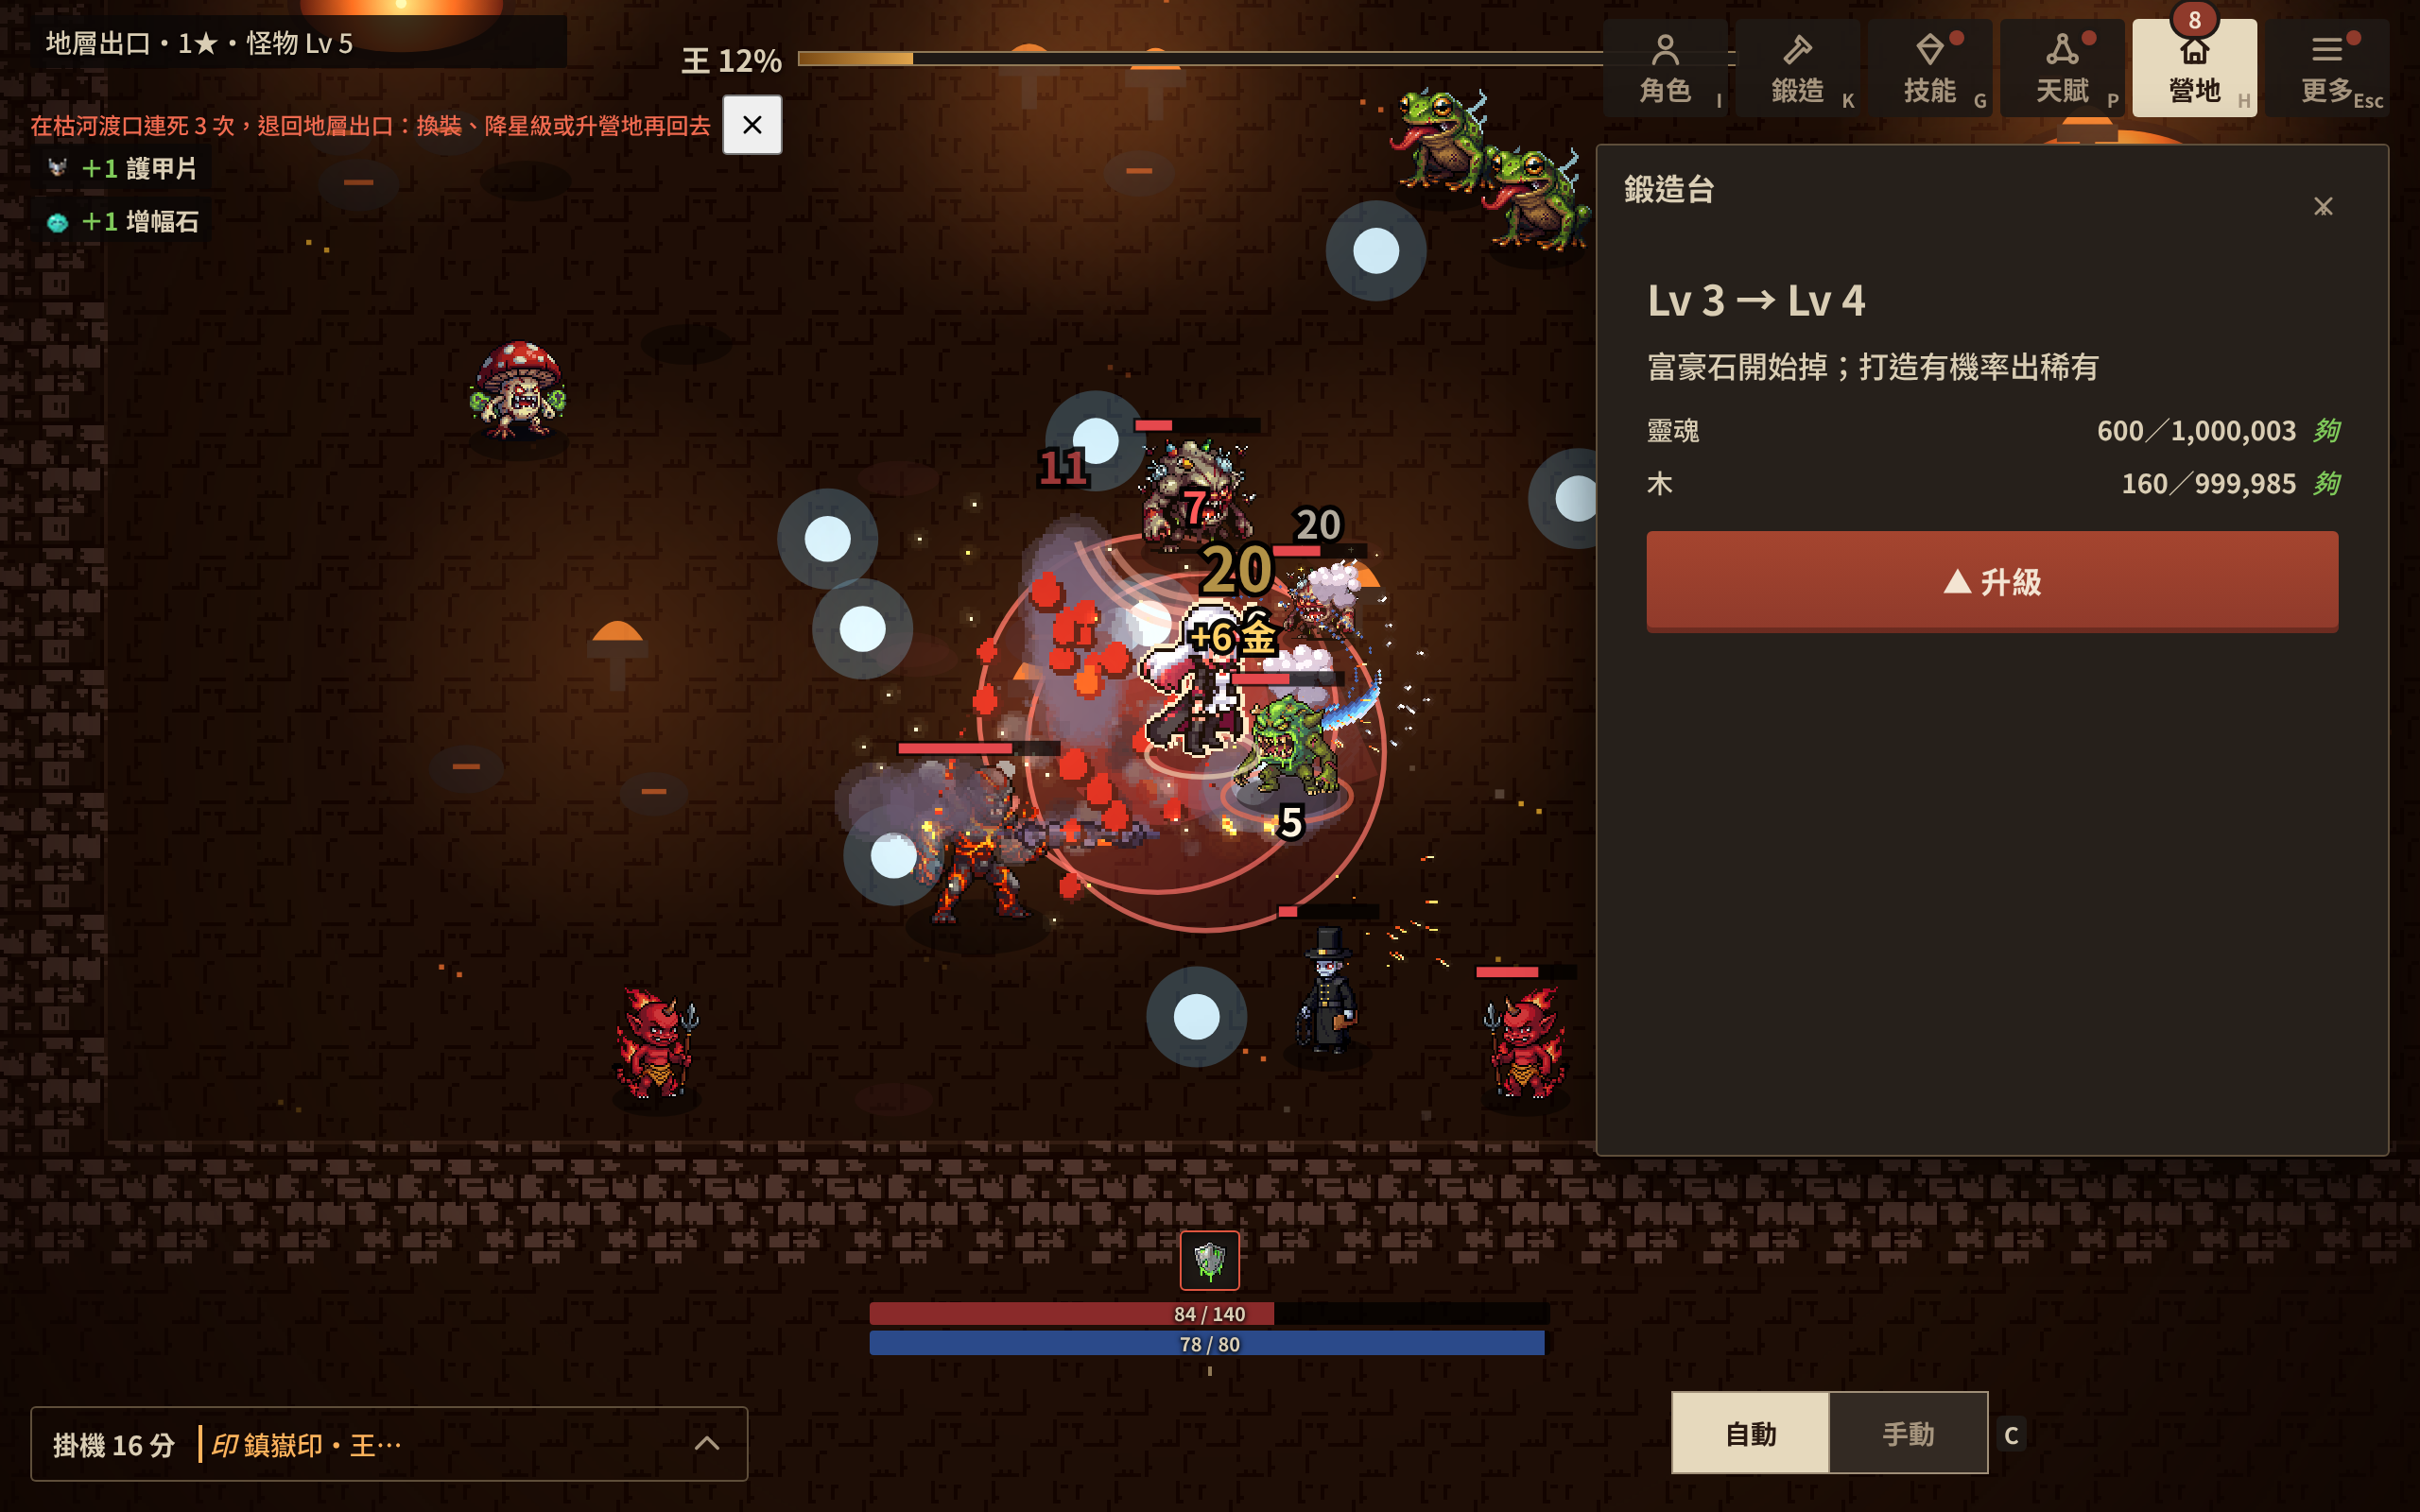 地層出口・1★・怪物 Lv 5
王 12%
角色 I
鍛造 K
技能 G
天賦 P
8
營地 H
更多 Esc
在枯河渡口連死 3 次，退回地層出口：換裝、降星級或升營地再回去
+1 護甲片
+1 增幅石
鍛造台
Lv 3 → Lv 4
富豪石開始掉；打造有機率出稀有
靈魂 600／1,000,003 夠
木 160／999,985 夠
▲ 升級
11
7
20
20
+6 金
5
84 / 140
78 / 80
掛機 16 分 印 鎮嶽印・王…
自動 手動 C